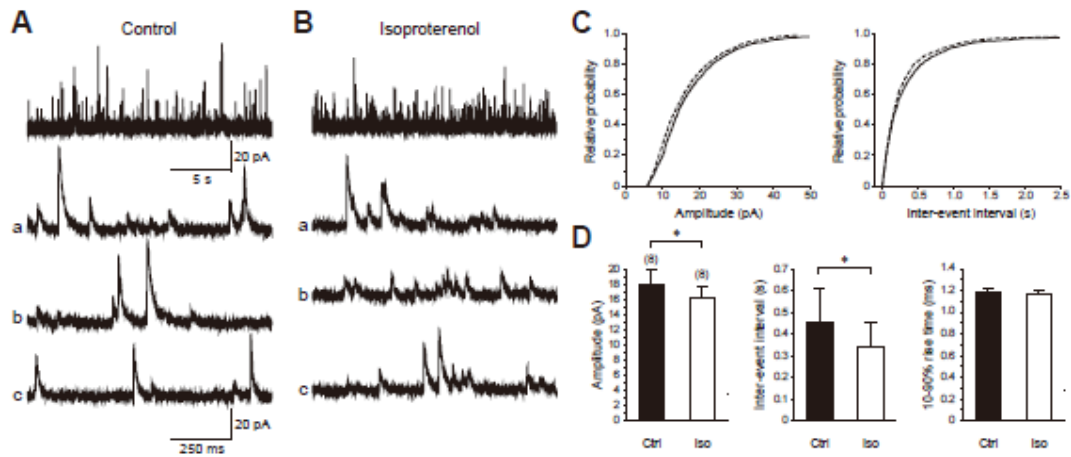 A
Control
20 pA
5 s
a
b
c
20 pA
250 ms
B
Isoproterenol
a
b
c
C
Relative probability
1.0
0.8
0.6
0.4
0.2
0
0 10 20 30 40 50
Amplitude (pA)
Relative probability
1.0
0.8
0.6
0.4
0.2
0
0 0.5 1.0 1.5 2.0 2.5
Inter-event interval (s)
D
*
(8)
(8)
Amplitude (pA)
20
18
16
14
12
10
8
6
4
2
0
Ctrl Iso
*
Inter-event interval (s)
0.7
0.6
0.5
0.4
0.3
0.2
0.1
0
Ctrl Iso
10-90% rise time (ms)
1.4
1.2
1.0
0.8
0.6
0.4
0.2
0
Ctrl Iso